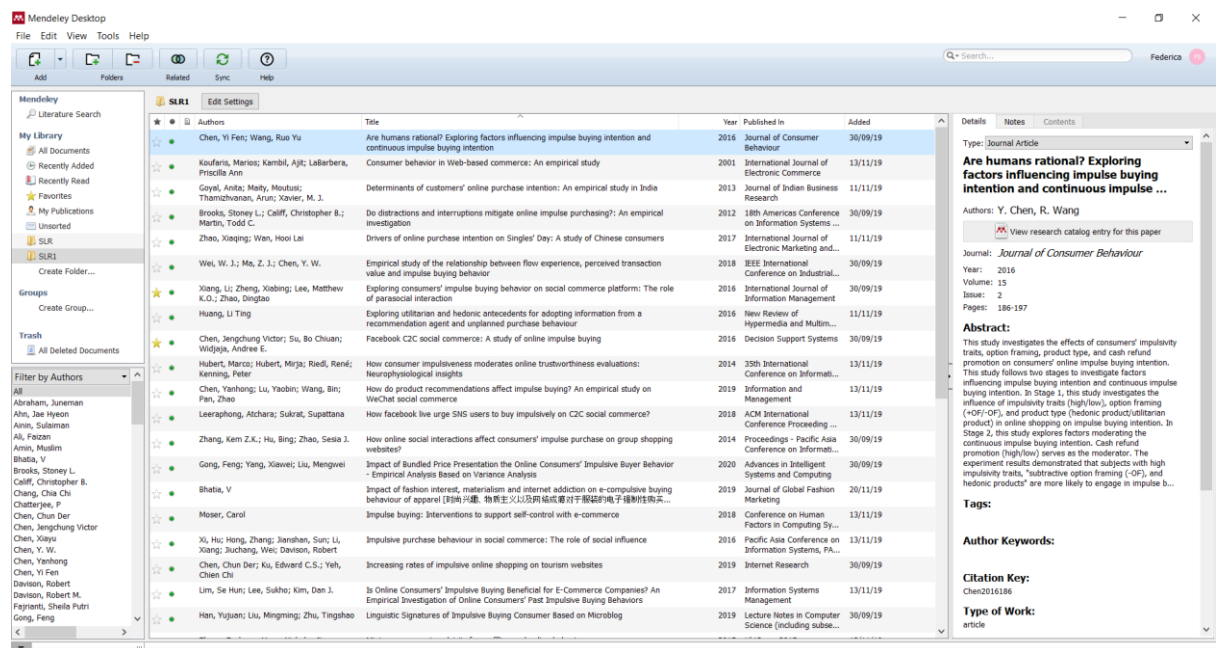 Mendeley Desktop
File Edit View Tools Help
Add Folders Related Sync Help
Search...
Federica
Mendeley
Literature Search
My Library
All Documents
Recently Added
Recently Read
Favorites
My Publications
Unsorted
SLR
SLR1
Create Folder...
Groups
Create Group...
Trash
All Deleted Documents
Filter by Authors
All
Abraham, Juneman
Ahn, Jae Hyeon
Ainin, Sulaiman
Ali, Faizan
Amin, Muslim
Bhatia, V
Brooks, Stoney L.
Califf, Christopher B.
Chang, Chia Chi
Chatterjee, P
Chen, Chun Der
Chen, Jengchung Victor
Chen, Xiayu
Chen, Y. W.
Chen, Yanhong
Chen, Yi Fen
Davison, Robert
Davison, Robert M.
Fajrianti, Sheila Putri
Gong, Feng
SLR1 Edit Settings
Authors Title Year Published In Added
Chen, Yi Fen; Wang, Ruo Yu Are humans rational? Exploring factors influencing impulse buying intention and 2016 Journal of Consumer 30/09/19
continuous impulse buying intention Behaviour
Koufaris, Marios; Kambil, Ajit; LaBarbera, Consumer behavior in Web-based commerce: An empirical study 2001 International Journal of 13/11/19
Priscilla Ann Electronic Commerce
Goyal, Anita; Maity, Moutusi; Determinants of customers' online purchase intention: An empirical study in India 2013 Journal of Indian Business 11/11/19
Thamizhvanan, Arun; Xavier, M. J. Research
Brooks, Stoney L.; Califf, Christopher B.; Do distractions and interruptions mitigate online impulse purchasing?: An empirical 2012 18th Americas Conference 30/09/19
Martin, Todd C. investigation on Information Systems ...
Zhao, Xiaqing; Wan, Hooi Lai Drivers of online purchase intention on Singles' Day: A study of Chinese consumers 2017 International Journal of 11/11/19
Electronic Marketing and...
Wei, W. J.; Ma, Z. J.; Chen, Y. W. Empirical study of the relationship between flow experience, perceived transaction 2018 IEEE International 30/09/19
value and impulse buying behavior Conference on Industrial...
Xiang, Li; Zheng, Xiabing; Lee, Matthew Exploring consumers' impulse buying behavior on social commerce platform: The role 2016 International Journal of 30/09/19
K.O.; Zhao, Dingtao of parasocial interaction Information Management
Huang, Li Ting Exploring utilitarian and hedonic antecedents for adopting information from a 2016 New Review of 11/11/19
recommendation agent and unplanned purchase behaviour Hypermedia and Multim...
Chen, Jengchung Victor; Su, Bo Chiuan; Facebook C2C social commerce: A study of online impulse buying 2016 Decision Support Systems 30/09/19
Widjaja, Andree E.
Hubert, Marco; Hubert, Mirja; Riedl, René; How consumer impulsiveness moderates online trustworthiness evaluations: 2014 35th International 13/11/19
Kenning, Peter Neurophysiological insights Conference on Informati...
Chen, Yanhong; Lu, Yaobin; Wang, Bin; How do product recommendations affect impulse buying? An empirical study on 2019 Information and 13/11/19
Pan, Zhao WeChat social commerce Management
Leeraphong, Atchara; Sukrat, Supattana How facebook live urge SNS users to buy impulsively on C2C social commerce? 2018 ACM International 13/11/19
Conference Proceeding ...
Zhang, Kem Z.K.; Hu, Bing; Zhao, Sesia J. How online social interactions affect consumers' impulse purchase on group shopping 2014 Proceedings - Pacific Asia 30/09/19
websites? Conference on Informati...
Gong, Feng; Yang, Xiawei; Liu, Mengwei Impact of Bundled Price Presentation the Online Consumers' Impulsive Buyer Behavior 2020 Advances in Intelligent 30/09/19
- Empirical Analysis Based on Variance Analysis Systems and Computing
Bhatia, V Impact of fashion interest, materialism and internet addiction on e-compulsive buying 2019 Journal of Global Fashion 20/11/19
behaviour of apparel [时尚兴趣, 物质主义以及网络成瘾对于服装的电子强制性购买... Marketing
Moser, Carol Impulse buying: Interventions to support self-control with e-commerce 2018 Conference on Human 13/11/19
Factors in Computing Sy...
Xi, Hu; Hong, Zhang; Jianshan, Sun; Li, Impulsive purchase behaviour in social commerce: The role of social influence 2016 Pacific Asia Conference on 13/11/19
Xiang; Jiuchang, Wei; Davison, Robert Information Systems, PA...
Chen, Chun Der; Ku, Edward C.S.; Yeh, Increasing rates of impulsive online shopping on tourism websites 2019 Internet Research 30/09/19
Chien Chi
Lim, Se Hun; Lee, Sukho; Kim, Dan J. Is Online Consumers' Impulsive Buying Beneficial for E-Commerce Companies? An 2017 Information Systems 13/11/19
Empirical Investigation of Online Consumers' Past Impulsive Buying Behaviors Management
Han, Yujuan; Liu, Mingming; Zhu, Tingshao Linguistic Signatures of Impulsive Buying Consumer Based on Microblog 2019 Lecture Notes in Computer 30/09/19
Science (including subse...
Details Notes Contents
Type: Journal Article
Are humans rational? Exploring
factors influencing impulse buying
intention and continuous impulse ...
Authors: Y. Chen, R. Wang
View research catalog entry for this paper
Journal: Journal of Consumer Behaviour
Year: 2016
Volume: 15
Issue: 2
Pages: 186-197
Abstract:
This study investigates the effects of consumers' impulsivity
traits, option framing, product type, and cash refund
promotion on consumers' online impulse buying intention.
This study follows two stages to investigate factors
influencing impulse buying intention and continuous impulse
buying intention. In Stage 1, this study investigates the
influence of impulsivity traits (high/low), option framing
(+OF/-OF), and product type (hedonic product/utilitarian
product) in online shopping on impulse buying intention. In
Stage 2, this study explores factors moderating the
continuous impulse buying intention. Cash refund
promotion (high/low) serves as the moderator. The
experiment results demonstrated that subjects with high
impulsivity traits, "subtractive option framing (-OF), and
hedonic products" are more likely to engage in impulse b...
Tags:
Author Keywords:
Citation Key:
Chen2016186
Type of Work:
article